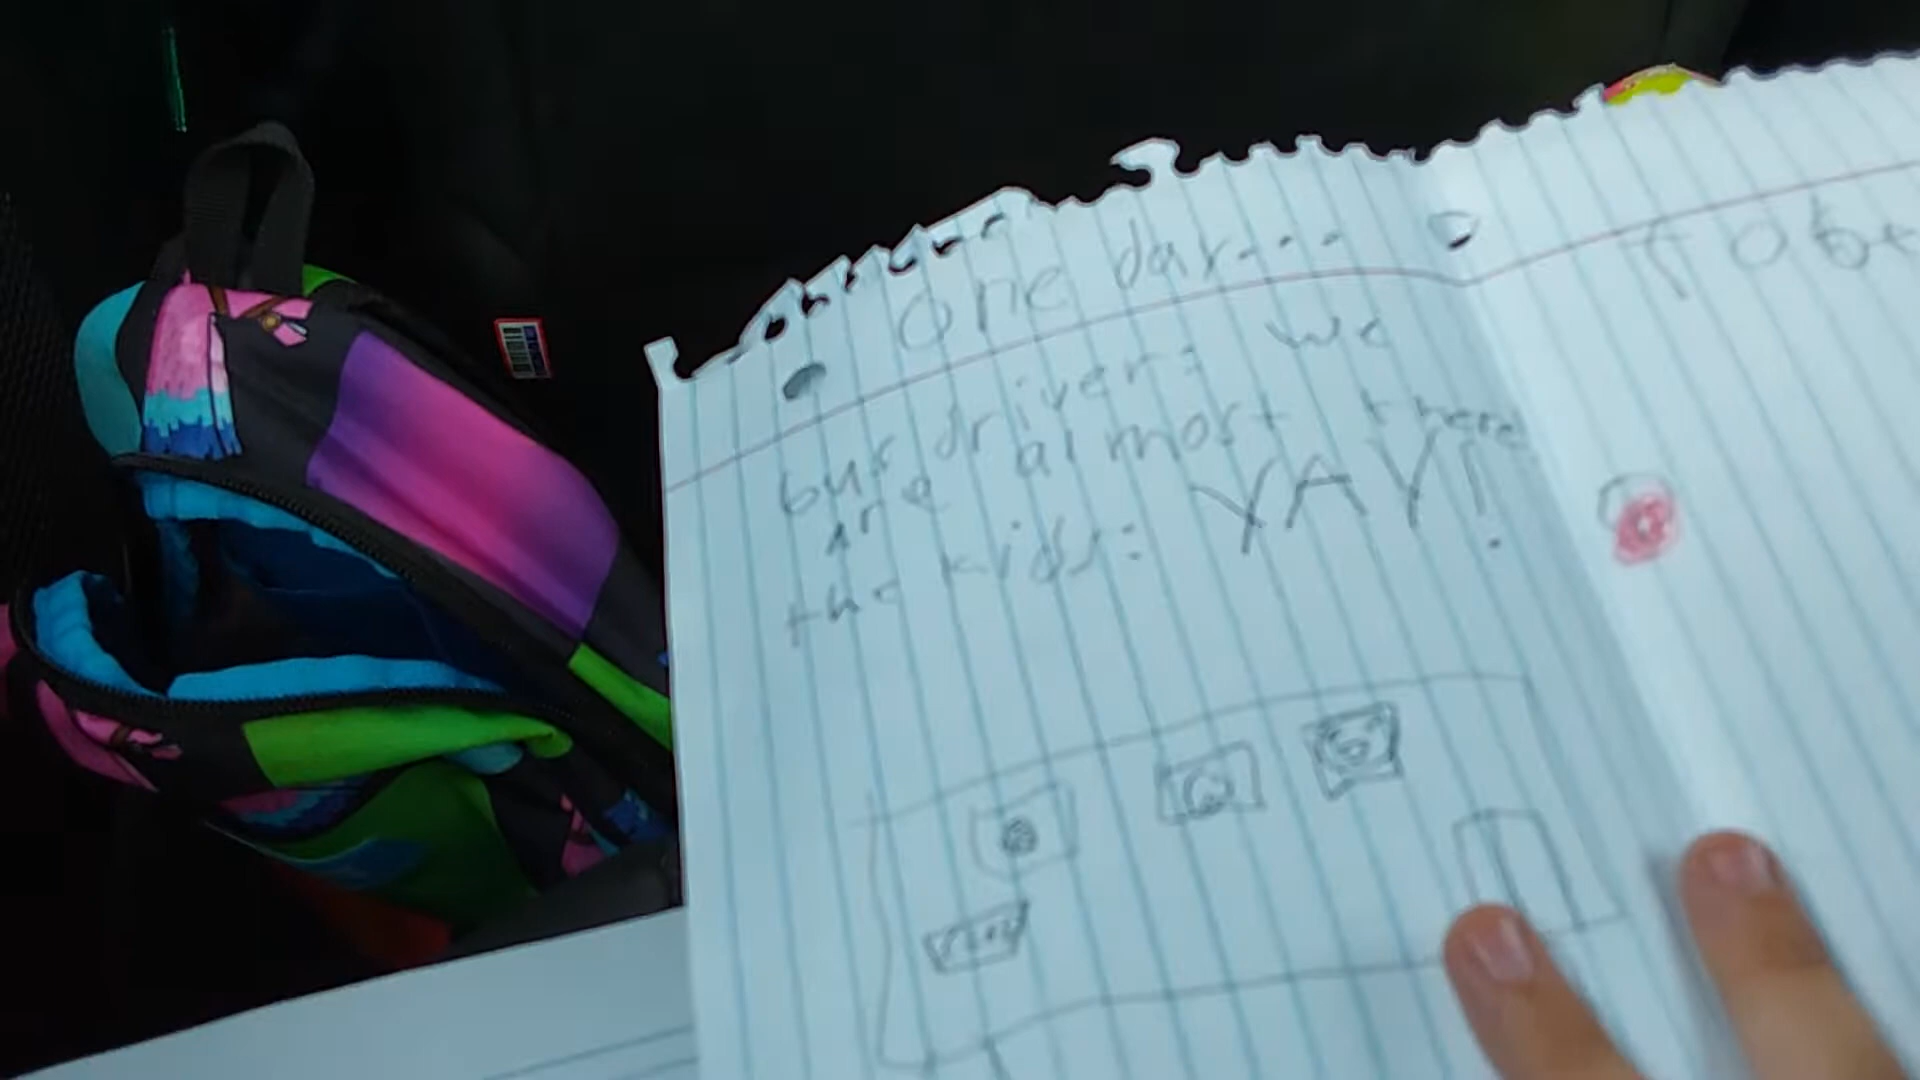 One day...
bus driver: we
are almost there
the kids: YAY!